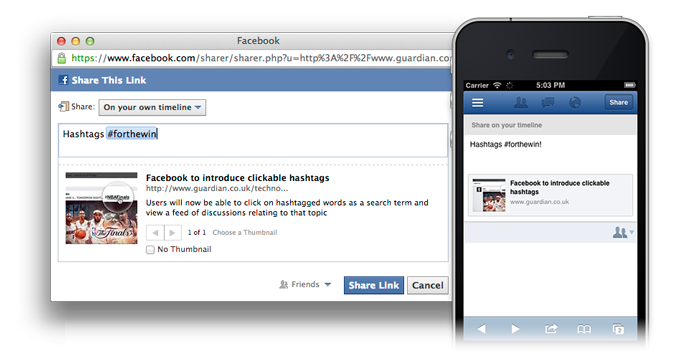 Facebook
https://www.facebook.com/sharer/sharer.php?u=http%3A%2F%2Fwww.guardian.co
f Share This Link
Share: On your own timeline
Hashtags #forthewin
#NBAFinals
The Finals
Facebook to introduce clickable hashtags
http://www.guardian.co.uk/techno...
Users will now be able to click on hashtagged words as a search term and
view a feed of discussions relating to that topic
1 of 1 Choose a Thumbnail
No Thumbnail
Friends
Share Link
Cancel
Carrier 5:03 PM
Share
Share on your timeline
Hashtags #forthewin!
Facebook to introduce clickable
hashtags
www.guardian.co.uk